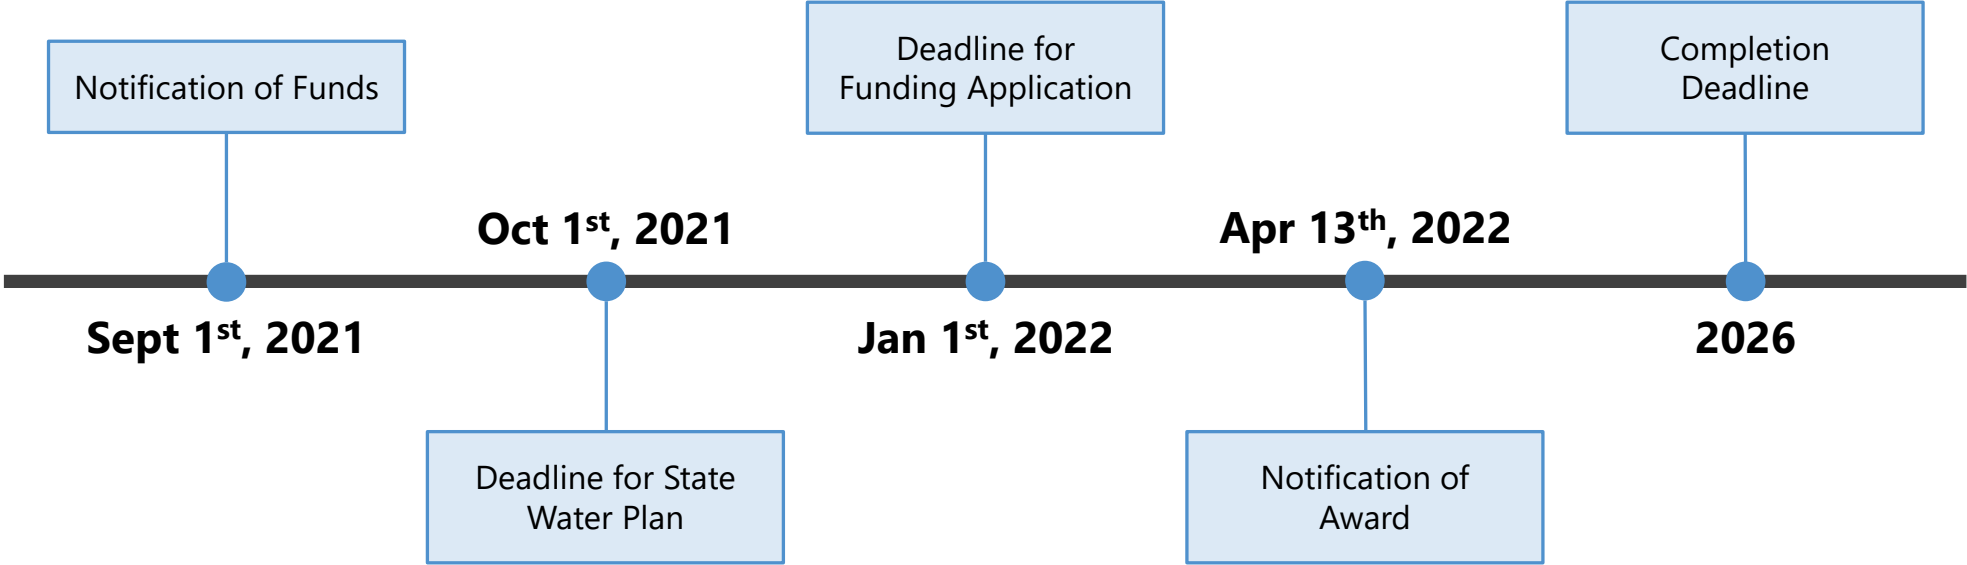 Notification of Funds
Sept 1st, 2021
Oct 1st, 2021
Deadline for State
Water Plan
Deadline for
Funding Application
Jan 1st, 2022
Apr 13th, 2022
Notification of
Award
Completion
Deadline
2026